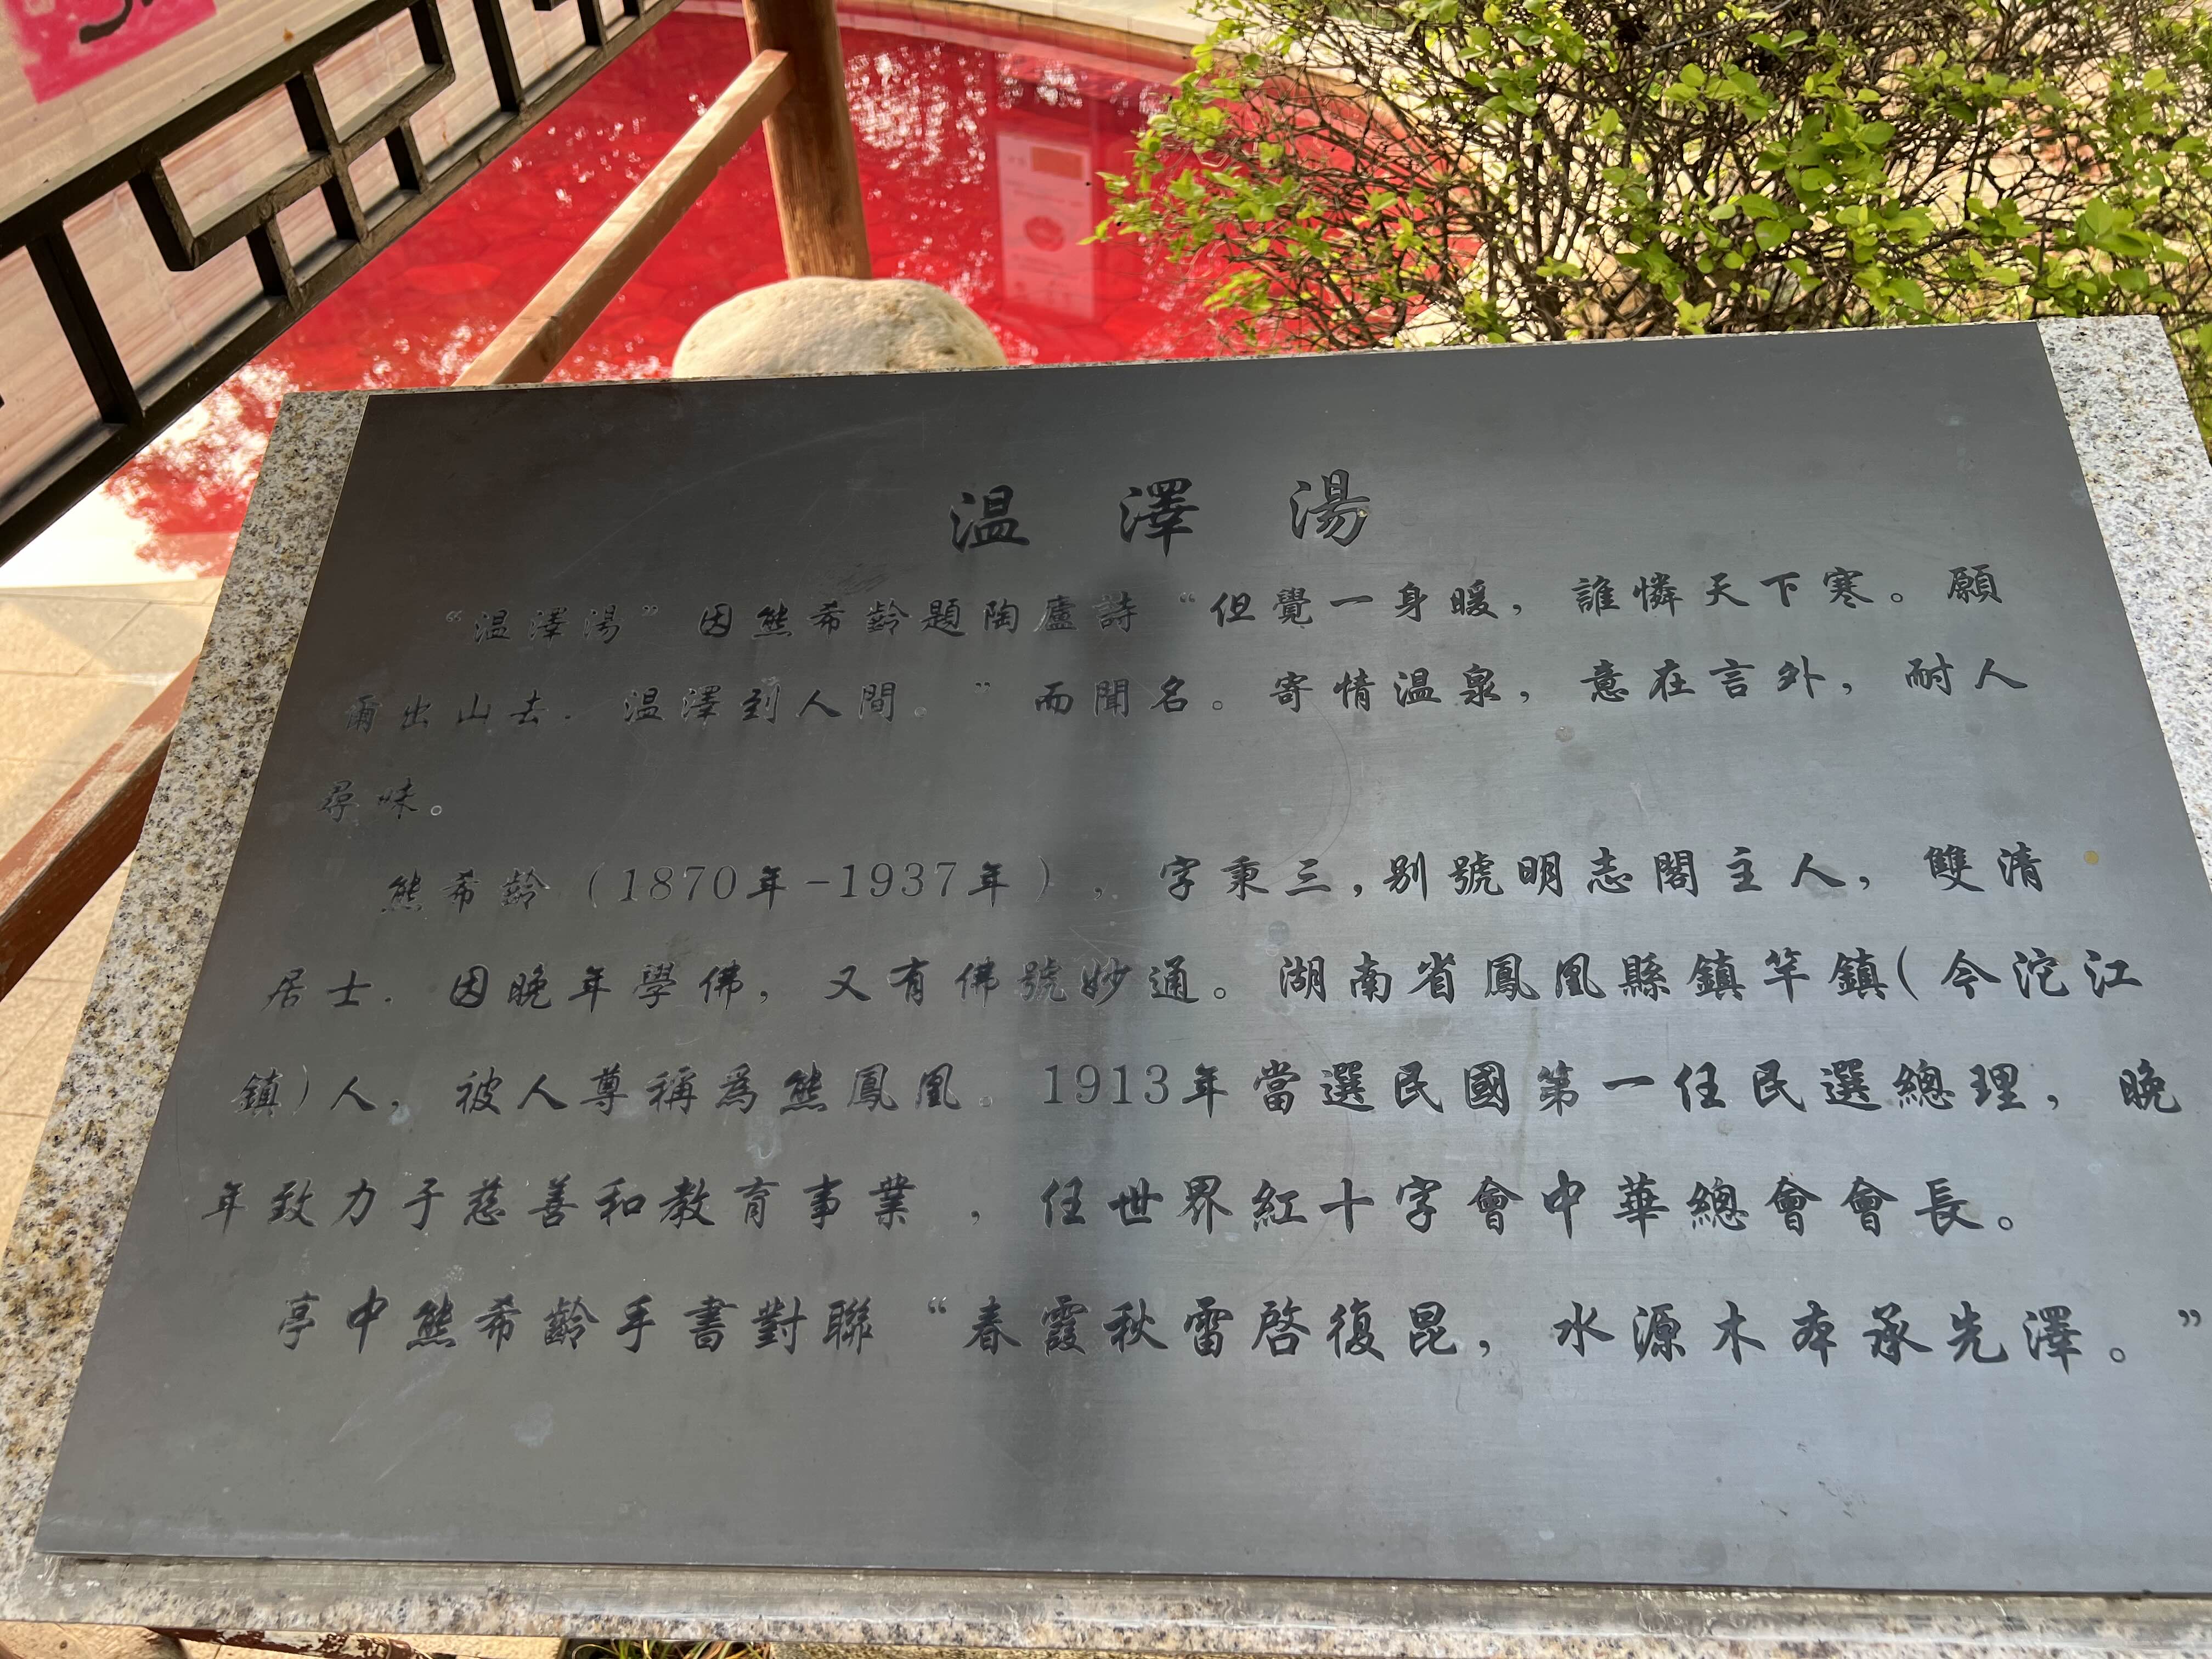 温澤湯
“温澤湯”因熊希齡題陶廬詩“但覺一身暖，誰憐天下寒。願
爾出山去．温澤到人間。”而聞名。寄情温泉，意在言外，耐人
尋味。
熊希齡（1870年-1937年），字秉三,别號明志閣主人，雙清
居士．因晚年學佛，又有佛號妙通。湖南省鳳凰縣鎮竿鎮(今沱江
鎮)人，被人尊稱爲熊鳳凰。1913年當選民國第一任民選總理，晚
年致力于慈善和教育事業，任世界紅十字會中華總會會長。
亭中熊希齡手書對聯“春霞秋雷啓復昆，水源木本承先澤。”